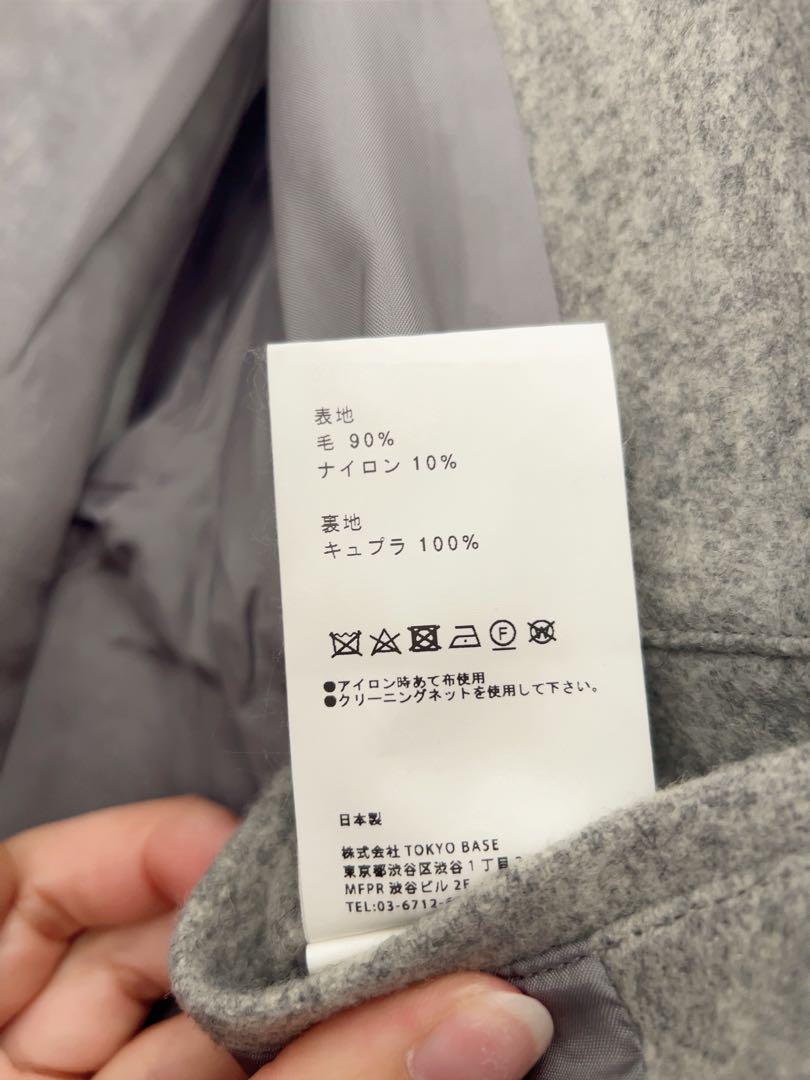 表地
毛 90%
ナイロン 10%
裏地
キュプラ 100%
F W
●アイロン時あて布使用
●クリーニングネットを使用して下さい。
日本製
株式会社 TOKYO BASE
東京都渋谷区渋谷1丁目
MFPR 渋谷ビル 2F
TEL:03-6712-